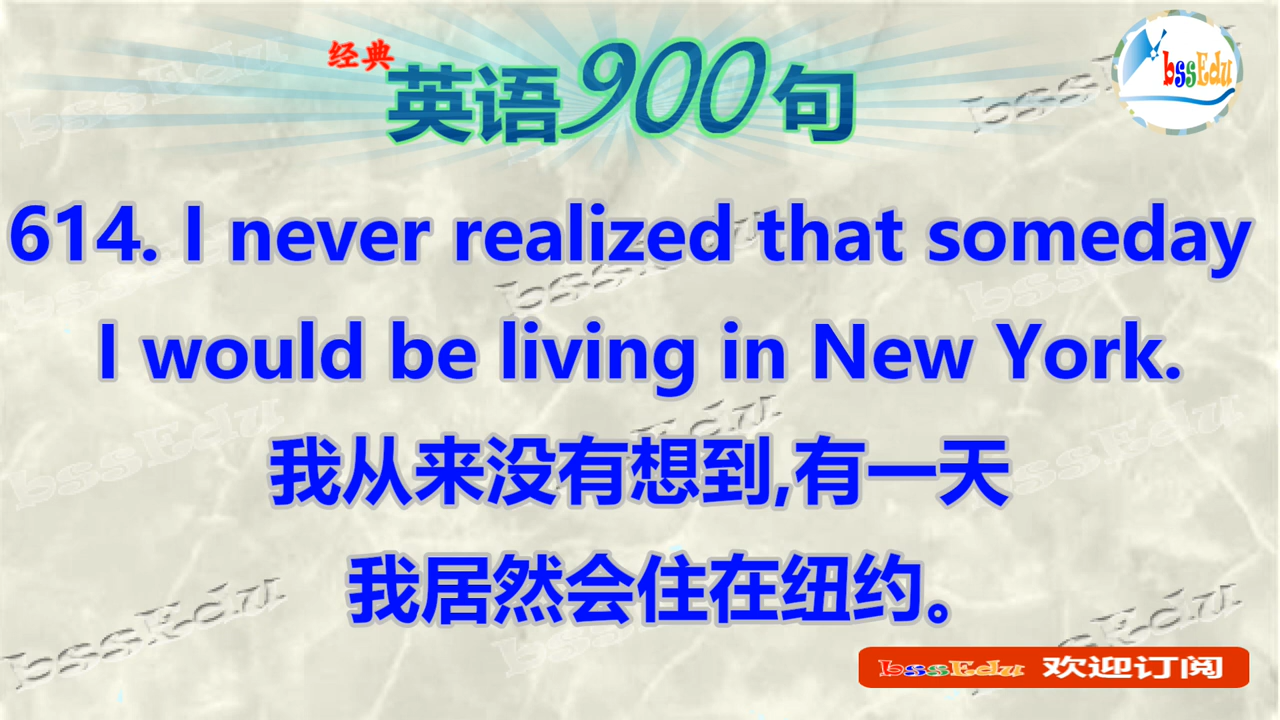 经典
英语900句
bssEdu
614. I never realized that someday
I would be living in New York.
我从来没有想到,有一天
我居然会住在纽约。
bssEdu 欢迎订阅